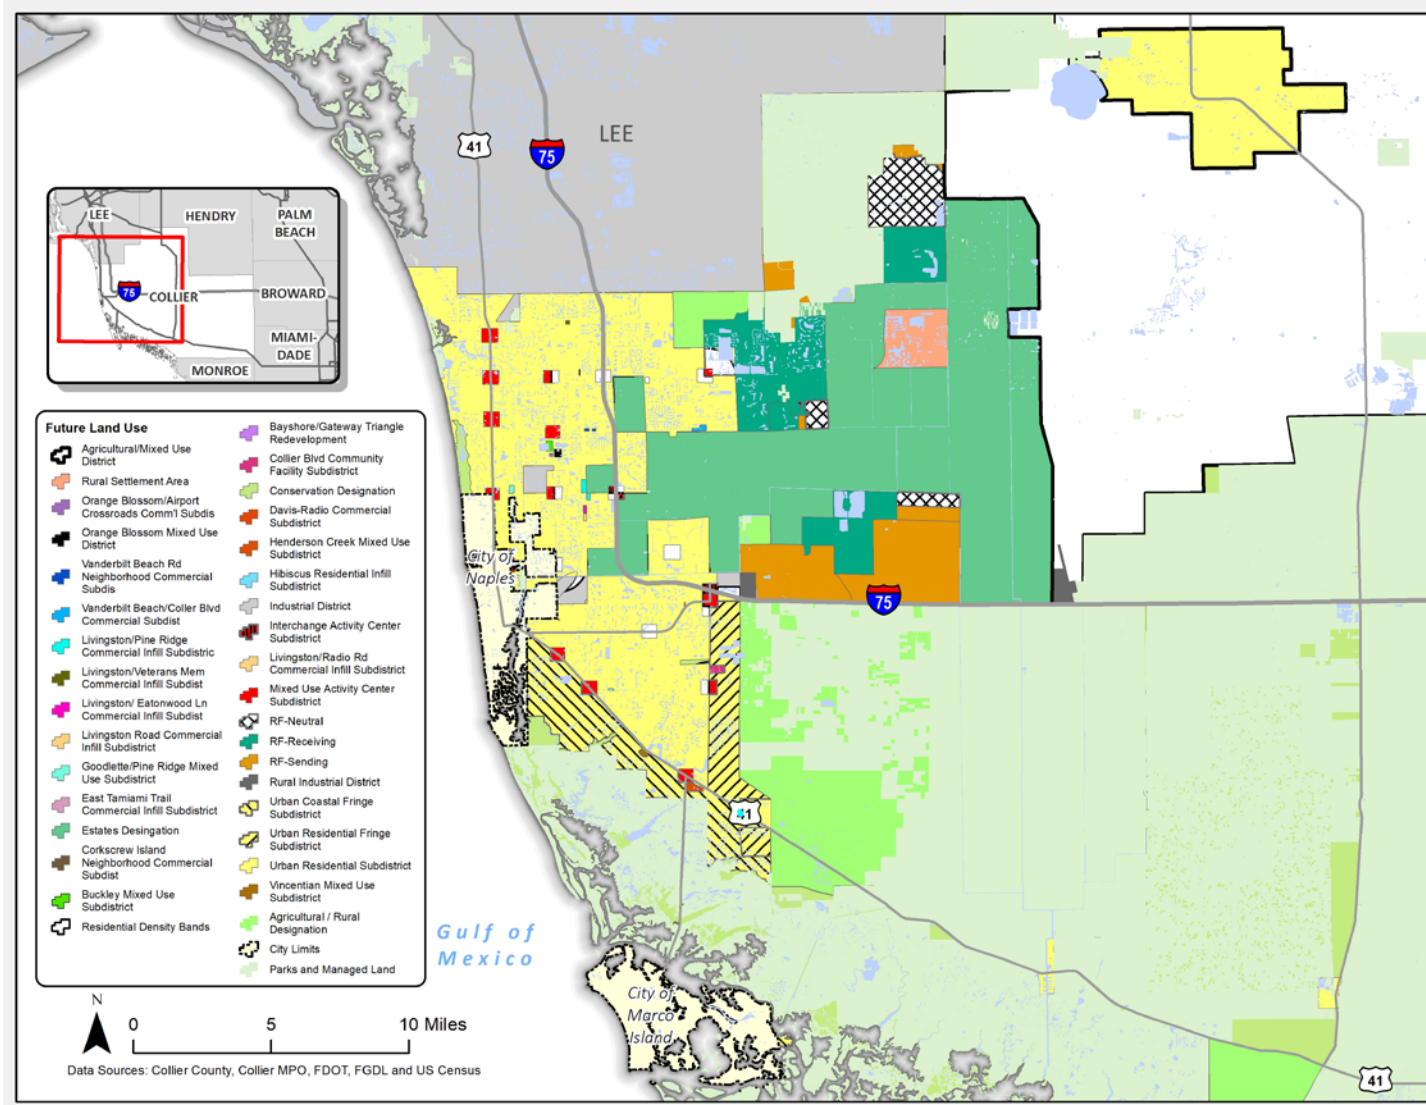 41
75
LEE
LEE
HENDRY
PALM
BEACH
75
COLLIER
BROWARD
MIAMI-
DADE
MONROE
Future Land Use
Agricultural/Mixed Use
District
Rural Settlement Area
Orange Blossom/Airport
Crossroads Comm'l Subdis
Orange Blossom Mixed Use
District
Vanderbilt Beach Rd
Neighborhood Commercial
Subdis
Vanderbilt Beach/Coller Blvd
Commercial Subdist
Livingston/Pine Ridge
Commercial Infill Subdistric
Livingston/Veterans Mem
Commercial Infill Subdist
Livingston/ Eatonwood Ln
Commercial Infill Subdist
Livingston Road Commercial
Infill Subdistrict
Goodlette/Pine Ridge Mixed
Use Subdistrict
East Tamiami Trail
Commercial Infill Subdistrict
Estates Desingation
Corkscrew Island
Neighborhood Commercial
Subdist
Buckley Mixed Use
Subdistrict
Residential Density Bands
Bayshore/Gateway Triangle
Redevelopment
Collier Blvd Community
Facility Subdistrict
Conservation Designation
Davis-Radio Commercial
Subdistrict
Henderson Creek Mixed Use
Subdistrict
Hibiscus Residential Infill
Subdistrict
Industrial District
Interchange Activity Center
Subdistrict
Livingston/Radio Rd
Commercial Infill Subdistrict
Mixed Use Activity Center
Subdistrict
RF-Neutral
RF-Receiving
RF-Sending
Rural Industrial District
Urban Coastal Fringe
Subdistrict
Urban Residential Fringe
Subdistrict
Urban Residential Subdistrict
Vincentian Mixed Use
Subdistrict
Agricultural / Rural
Designation
City Limits
Parks and Managed Land
City of
Naples
75
41
Gulf of
Mexico
City of
Marco
Island
41
N
0 5 10 Miles
Data Sources: Collier County, Collier MPO, FDOT, FGDL and US Census